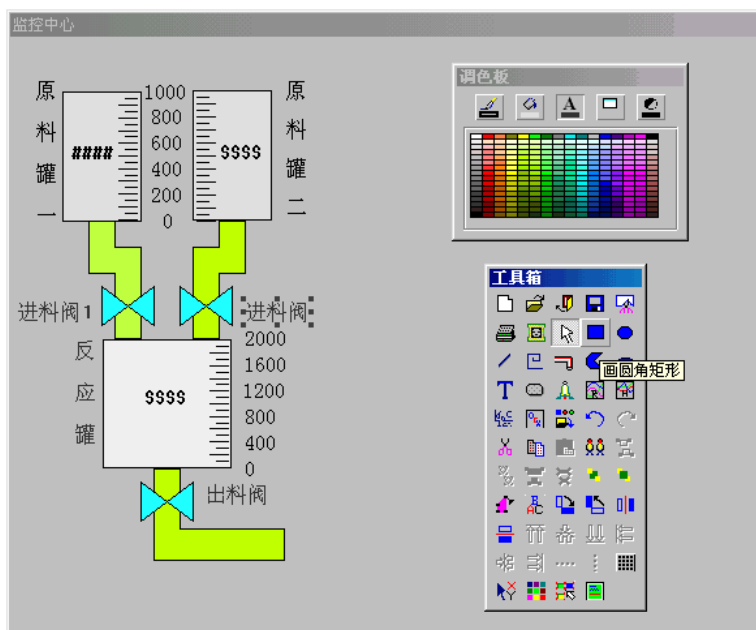 监控中心
原料罐一
####
1000
800
600
400
200
0
$$$$
原料罐二
进料阀1
进料阀
反应罐
$$$$
2000
1600
1200
800
400
0
出料阀
调色板
A
工具箱
画圆角矩形
T